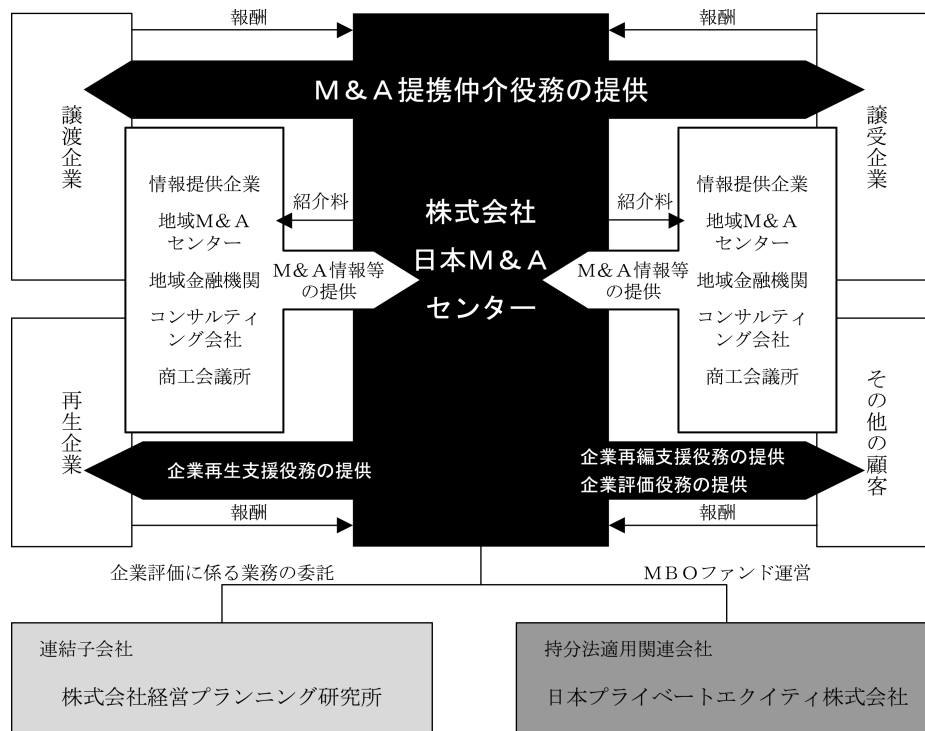 報酬
報酬
M&A提携仲介役務の提供
譲渡企業
譲受企業
情報提供企業
地域M&A
センター
地域金融機関
コンサルティ
ング会社
商工会議所
紹介料
M&A情報等
の提供
株式会社
日本M&A
センター
紹介料
M&A情報等
の提供
情報提供企業
地域M&A
センター
地域金融機関
コンサルティ
ング会社
商工会議所
再生企業
その他の顧客
企業再生支援役務の提供
企業再編支援役務の提供
企業評価役務の提供
報酬
報酬
企業評価に係る業務の委託
MBOファンド運営
連結子会社
株式会社経営プランニング研究所
持分法適用関連会社
日本プライベートエクイティ株式会社